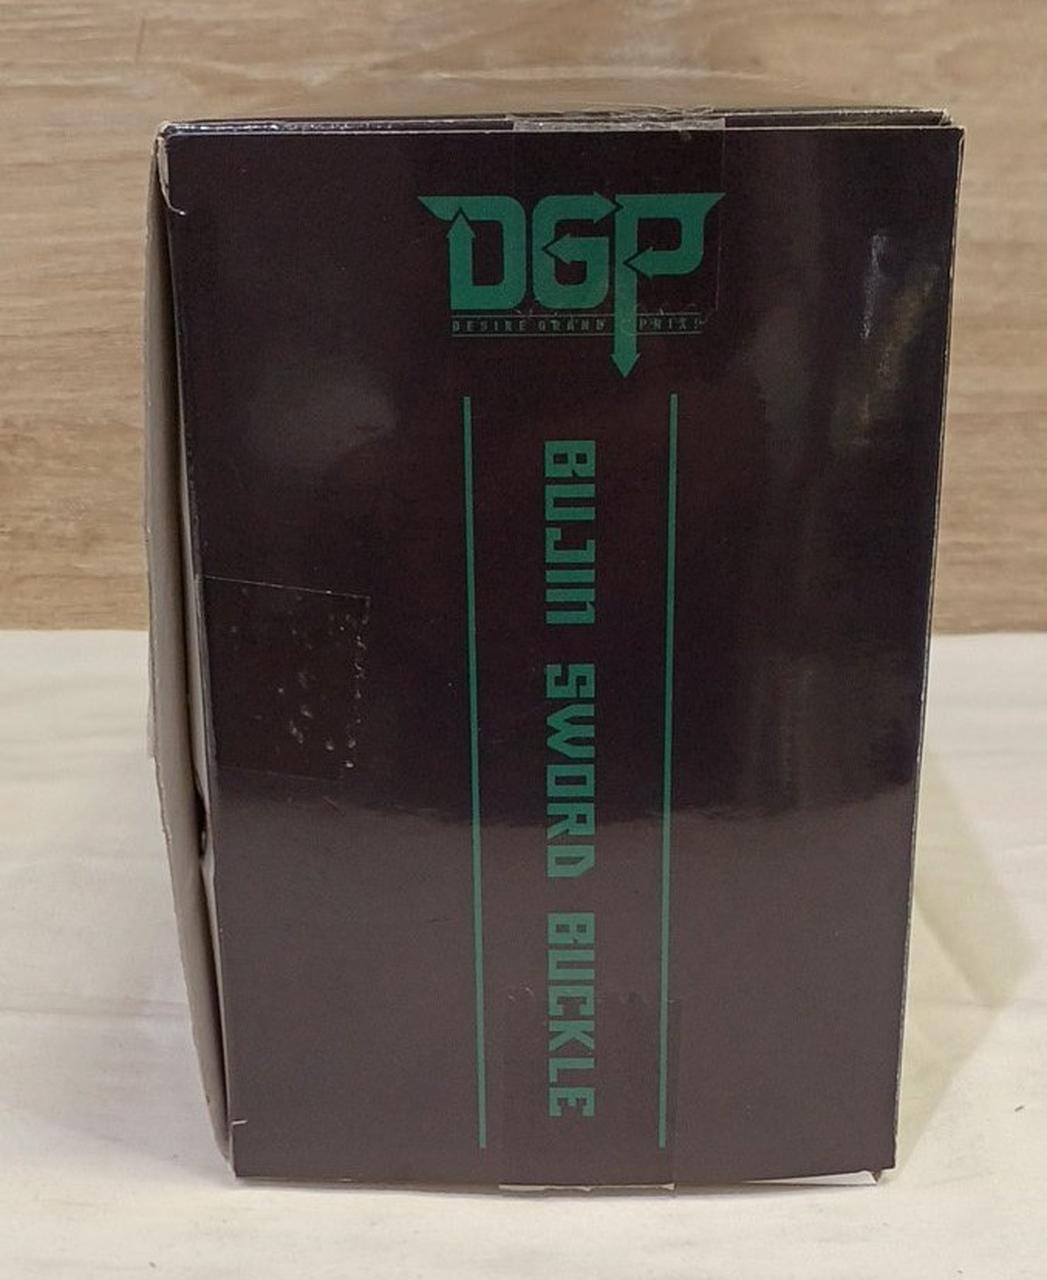 DGP
DESIRE GRAND PRIX
BUJIN SWORD BUCKLE